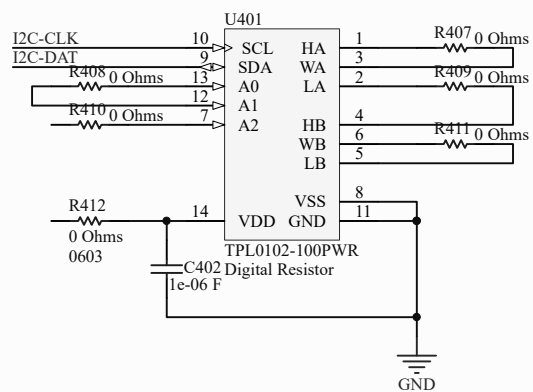 U401
I2C-CLK 10 SCL HA 1 R407 0 Ohms
I2C-DAT 9 SDA WA 3
R408 0 Ohms 13 A0 LA 2 R409 0 Ohms
12 A1
R410 0 Ohms 7 A2 HB 4
WB 6 R411 0 Ohms
LB 5
VSS 8
R412 14 VDD GND 11
0 Ohms
0603
TPL0102-100PWR
Digital Resistor
C402
1e-06 F
GND